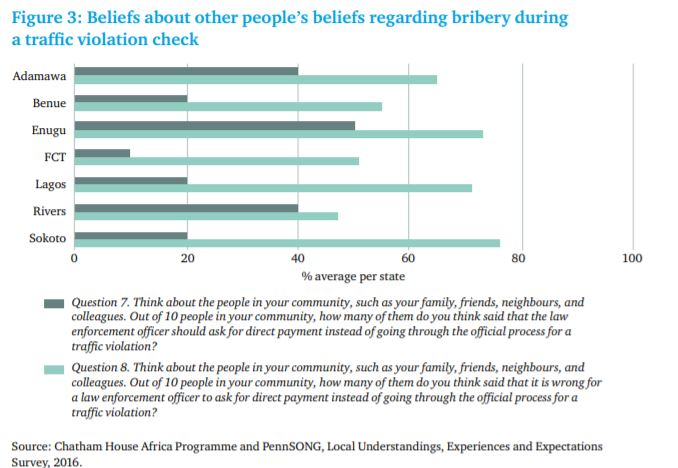 Figure 3: Beliefs about other people's beliefs regarding bribery during
a traffic violation check
Adamawa
Benue
Enugu
FCT
Lagos
Rivers
Sokoto
0 20 40 60 80 100
% average per state
Question 7. Think about the people in your community, such as your family, friends, neighbours, and
colleagues. Out of 10 people in your community, how many of them do you think said that the law
enforcement officer should ask for direct payment instead of going through the official process for a
traffic violation?
Question 8. Think about the people in your community, such as your family, friends, neighbours, and
colleagues. Out of 10 people in your community, how many of them do you think said that it is wrong for
a law enforcement officer to ask for direct payment instead of going through the official process for a
traffic violation?
Source: Chatham House Africa Programme and PennSONG, Local Understandings, Experiences and Expectations
Survey, 2016.